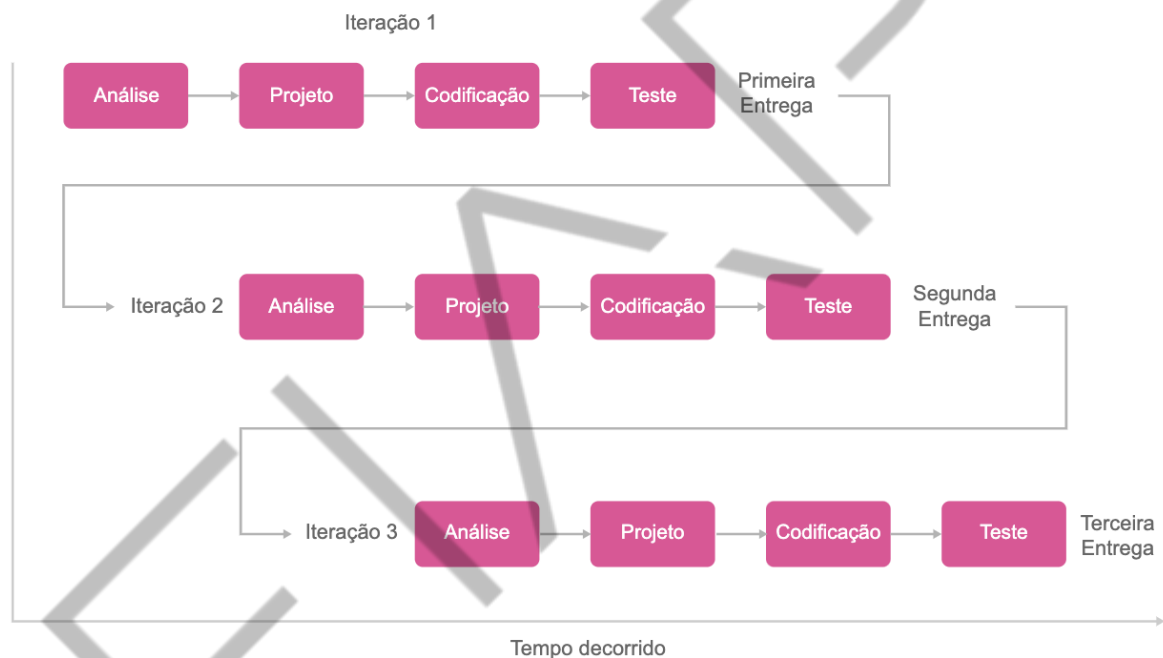 Iteração 1
Análise
Projeto
Codificação
Teste
Primeira
Entrega
Iteração 2
Análise
Projeto
Codificação
Teste
Segunda
Entrega
Iteração 3
Análise
Projeto
Codificação
Teste
Terceira
Entrega
Tempo decorrido